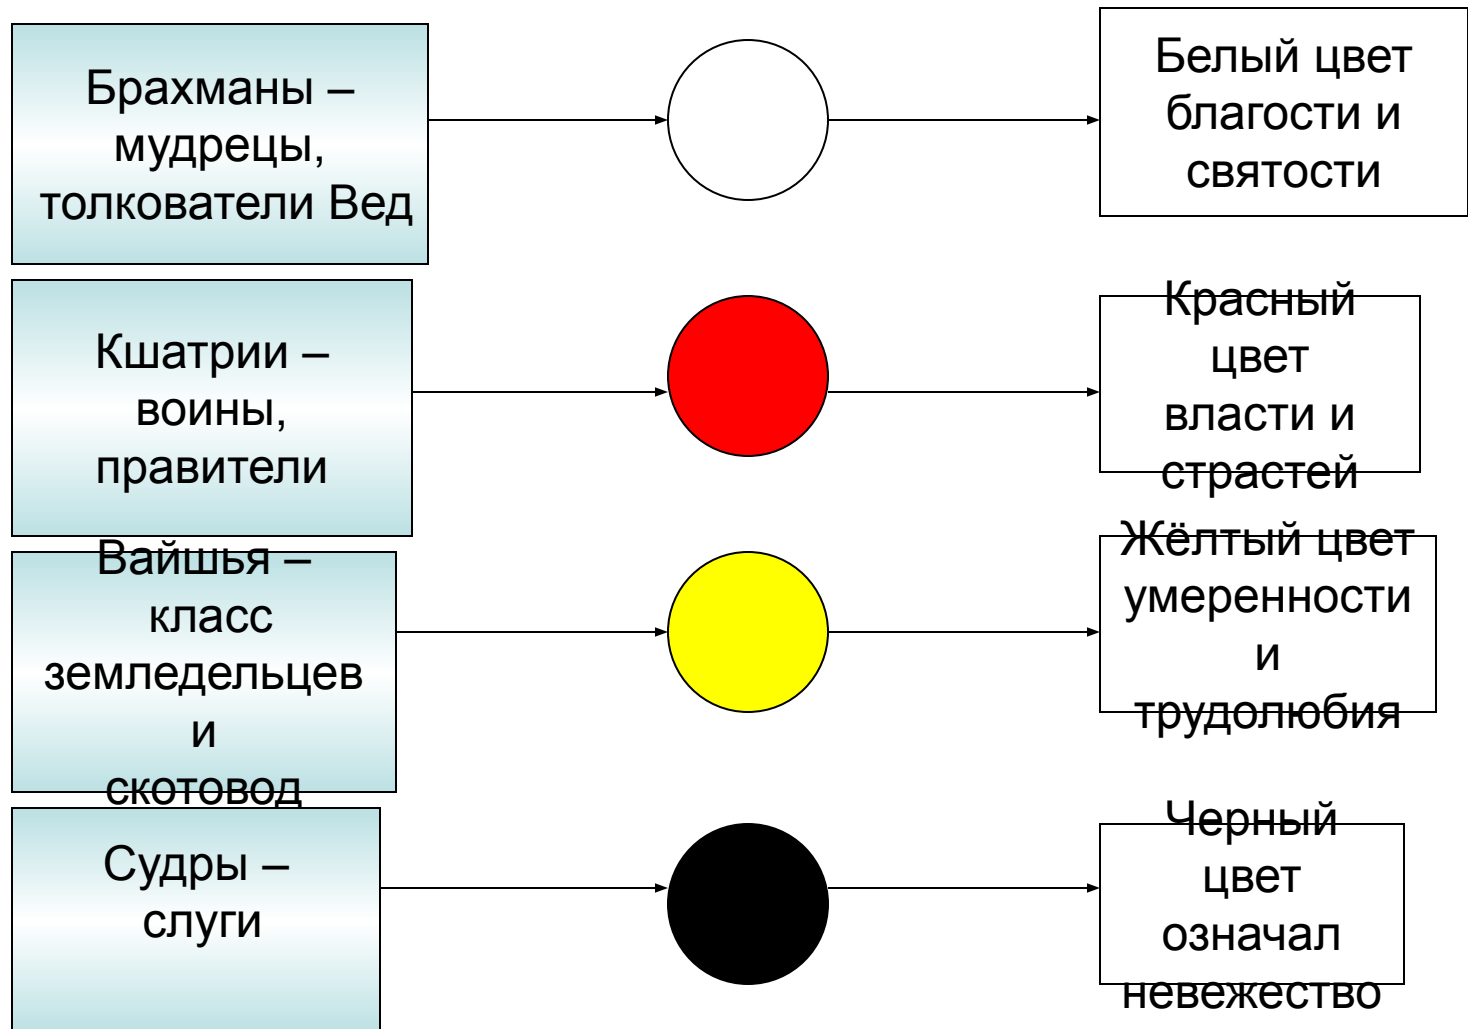 Брахманы –
мудрецы,
толкователи Вед
Белый цвет
благости и
святости
Кшатрии –
воины,
правители
Красный
цвет
власти и
страстей
Вайшья –
класс
земледельцев
и
скотовод
Жёлтый цвет
умеренности
и
трудолюбия
Судры –
слуги
Черный
цвет
означал
невежество